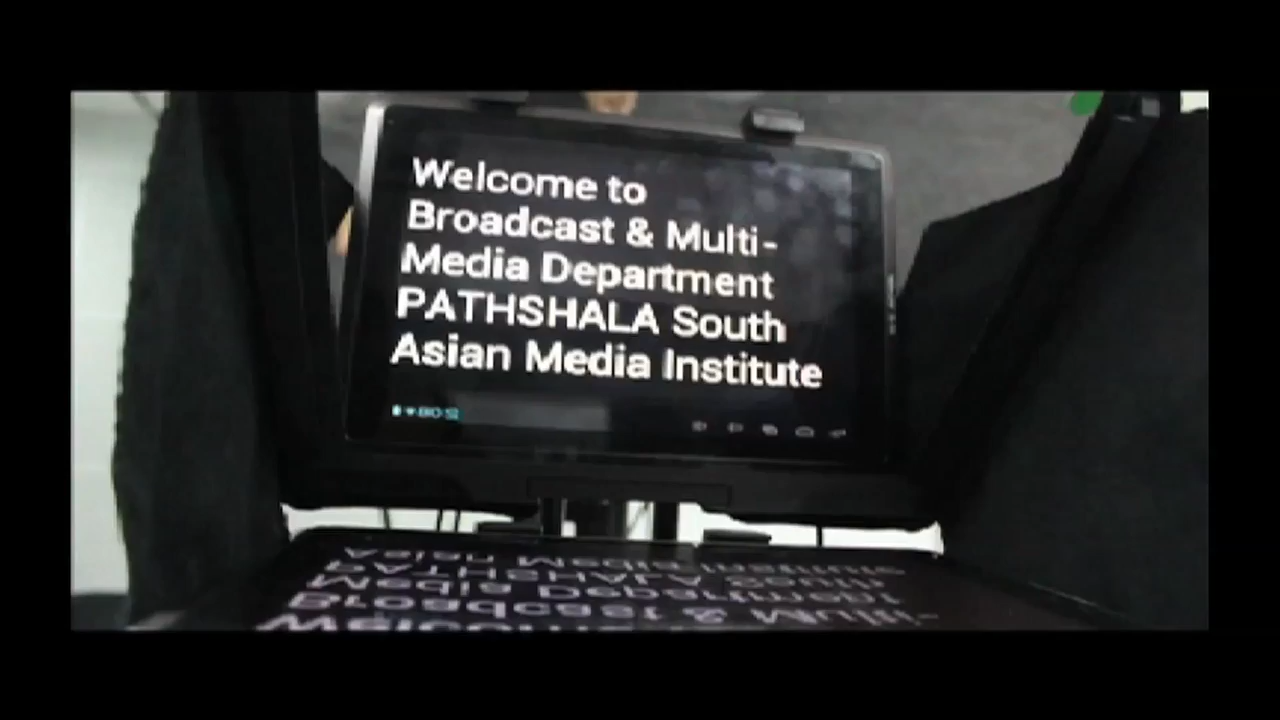 Welcome to
Broadcast & Multi-
Media Department
PATHSHALA South
Asian Media Institute